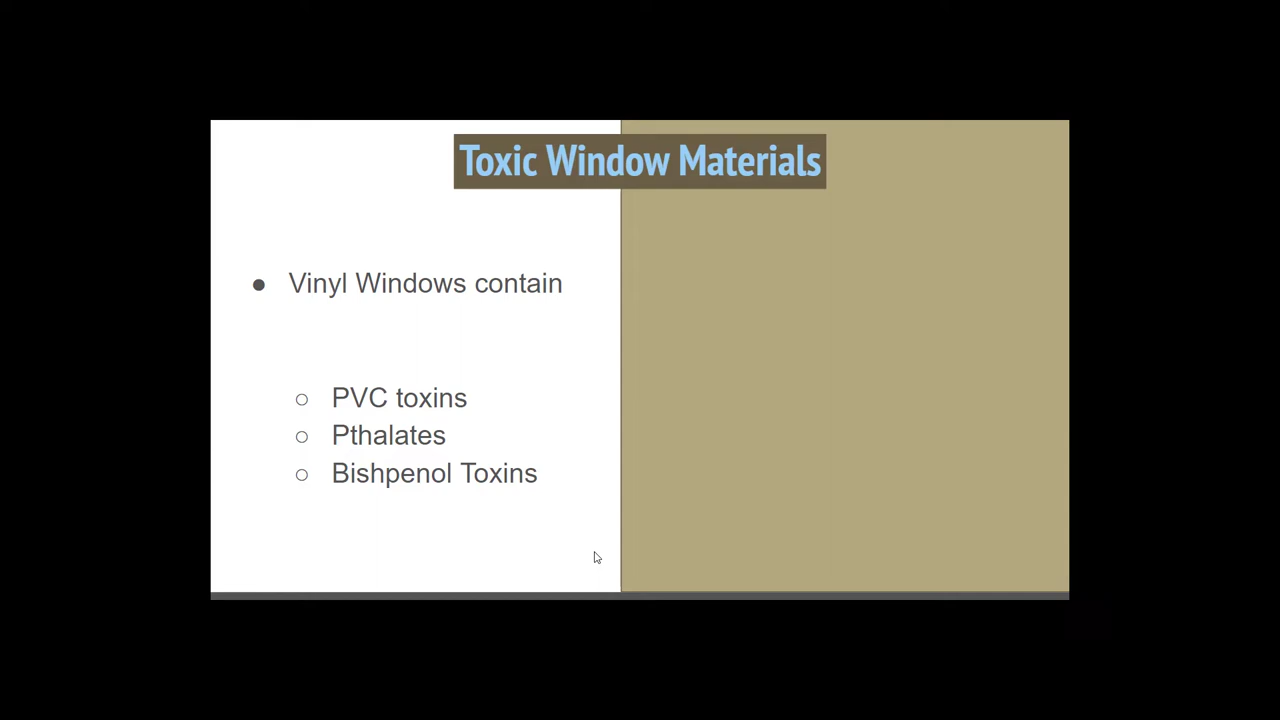 Toxic Window Materials
● Vinyl Windows contain
○ PVC toxins
○ Pthalates
○ Bishpenol Toxins